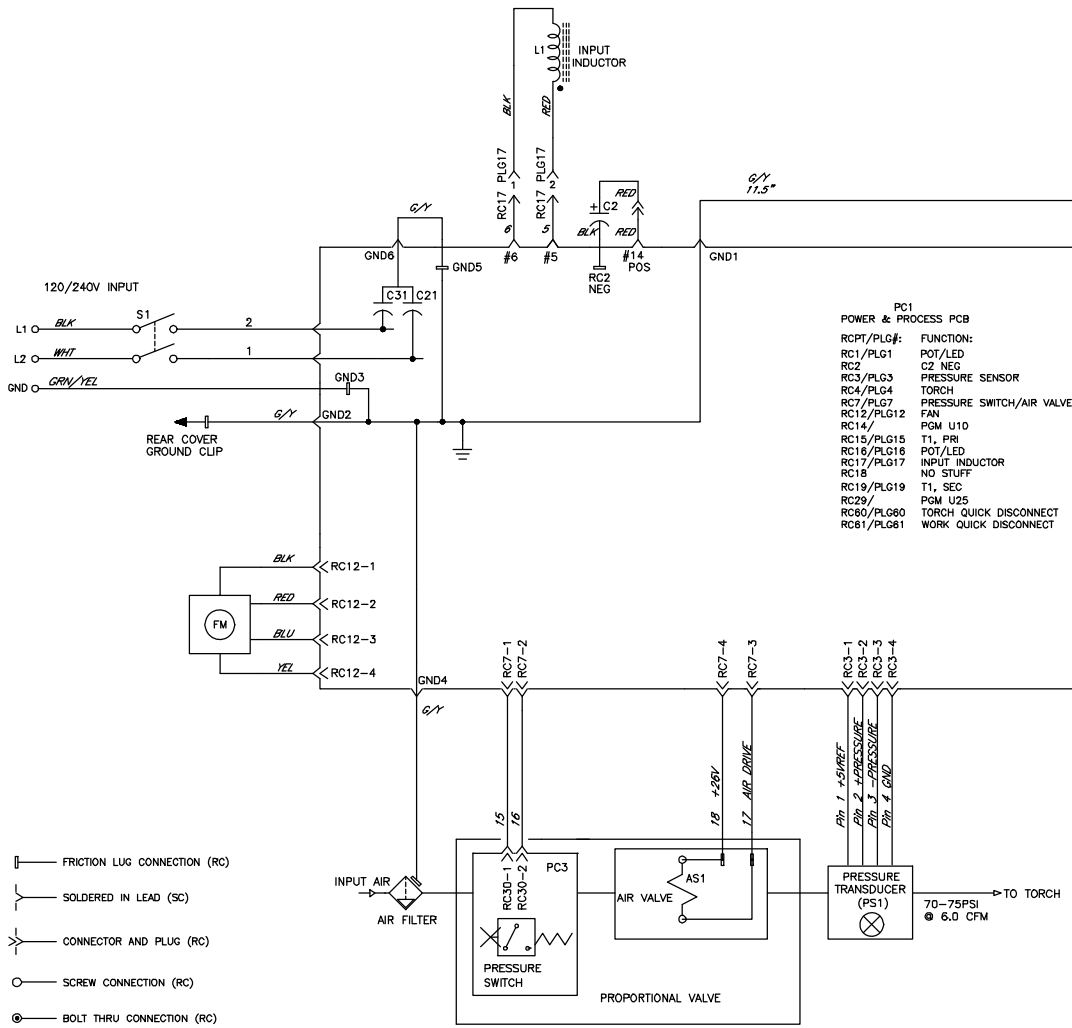 L1
INPUT
INDUCTOR
BLK
RED
RC17 PLG17
1
RC17 PLG17
2
6
5
#6
#5
+
C2
RED
BLK
RED
RC2
NEG
#14
POS
G/Y
11.5"
GND1
G/Y
GND6
GND5
C31
C21
120/240V INPUT
L1
BLK
S1
2
L2
WHT
1
GND
GRN/YEL
GND3
G/Y
GND2
REAR COVER
GROUND CLIP
PC1
POWER & PROCESS PCB
RCPT/PLG#: FUNCTION:
RC1/PLG1 POT/LED
RC2 C2 NEG
RC3/PLG3 PRESSURE SENSOR
RC4/PLG4 TORCH
RC7/PLG7 PRESSURE SWITCH/AIR VALVE
RC12/PLG12 FAN
RC14/ PGM U10
RC15/PLG15 T1, PRI
RC16/PLG16 POT/LED
RC17/PLG17 INPUT INDUCTOR
RC18 NO STUFF
RC19/PLG19 T1, SEC
RC29/ PGM U25
RC60/PLG60 TORCH QUICK DISCONNECT
RC61/PLG61 WORK QUICK DISCONNECT
FM
BLK
RC12-1
RED
RC12-2
BLU
RC12-3
YEL
RC12-4
GND4
G/Y
RC7-1
RC7-2
RC7-4
RC7-3
RC3-1
RC3-2
RC3-3
RC3-4
15
16
18 +26V
17 AIR DRIVE
Pin 1 +5VREF
Pin 2 +PRESSURE
Pin 3 -PRESSURE
Pin 4 GND
INPUT AIR
AIR FILTER
RC30-1
RC30-2
PC3
PRESSURE
SWITCH
AIR VALVE
AS1
PROPORTIONAL VALVE
PRESSURE
TRANSDUCER
(PS1)
TO TORCH
70-75PSI
@ 6.0 CFM
FRICTION LUG CONNECTION (RC)
SOLDERED IN LEAD (SC)
CONNECTOR AND PLUG (RC)
SCREW CONNECTION (RC)
BOLT THRU CONNECTION (RC)